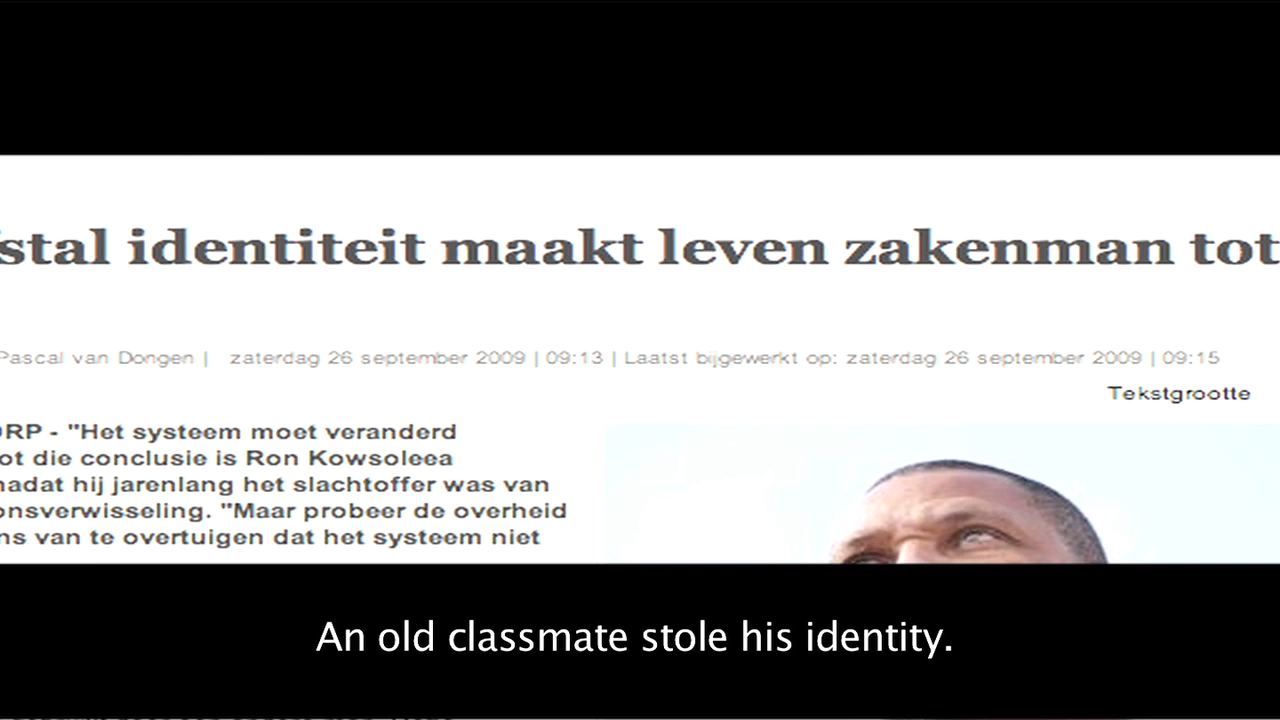 stal identiteit maakt leven zakenman tot
Pascal van Dongen | zaterdag 26 september 2009 | 09:13 | Laatst bijgewerkt op: zaterdag 26 september 2009 | 09:15
Tekstgrootte
RP - "Het systeem moet veranderd
ot die conclusie is Ron Kowsoleea
nadat hij jarenlang het slachtoffer was van
onsverwisseling. "Maar probeer de overheid
ns van te overtuigen dat het systeem niet
An old classmate stole his identity.